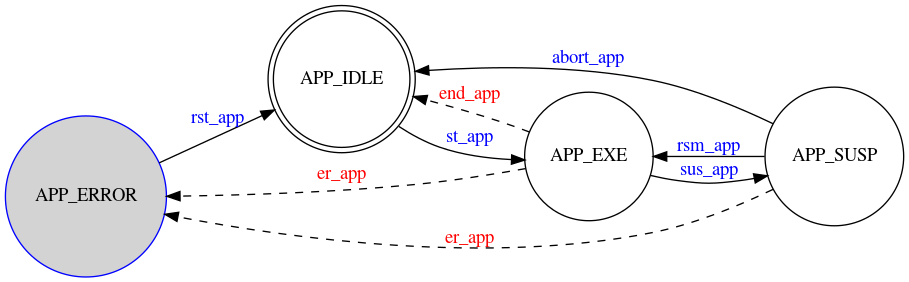 abort_app
APP_IDLE
end_app
rst_app
st_app
rsm_app
APP_EXE
APP_SUSP
er_app
sus_app
APP_ERROR
er_app